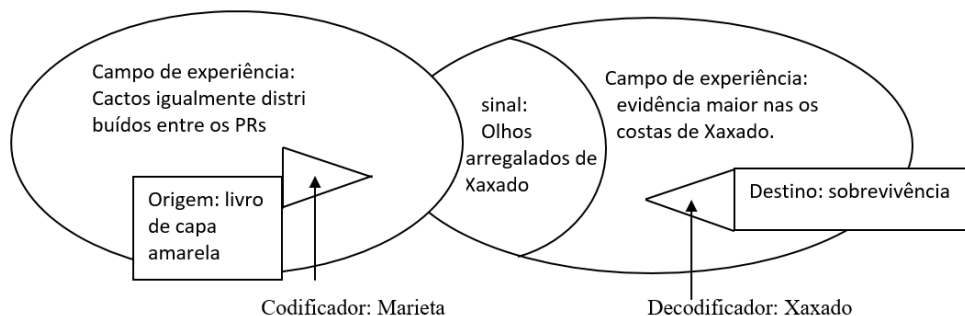 Campo de experiência:
Cactos igualmente distri
buídos entre os PRs
Origem: livro
de capa
amarela
sinal:
Olhos
arregalados de
Xaxado
Campo de experiência:
evidência maior nas os
costas de Xaxado.
Destino: sobrevivência
Codificador: Marieta
Decodificador: Xaxado